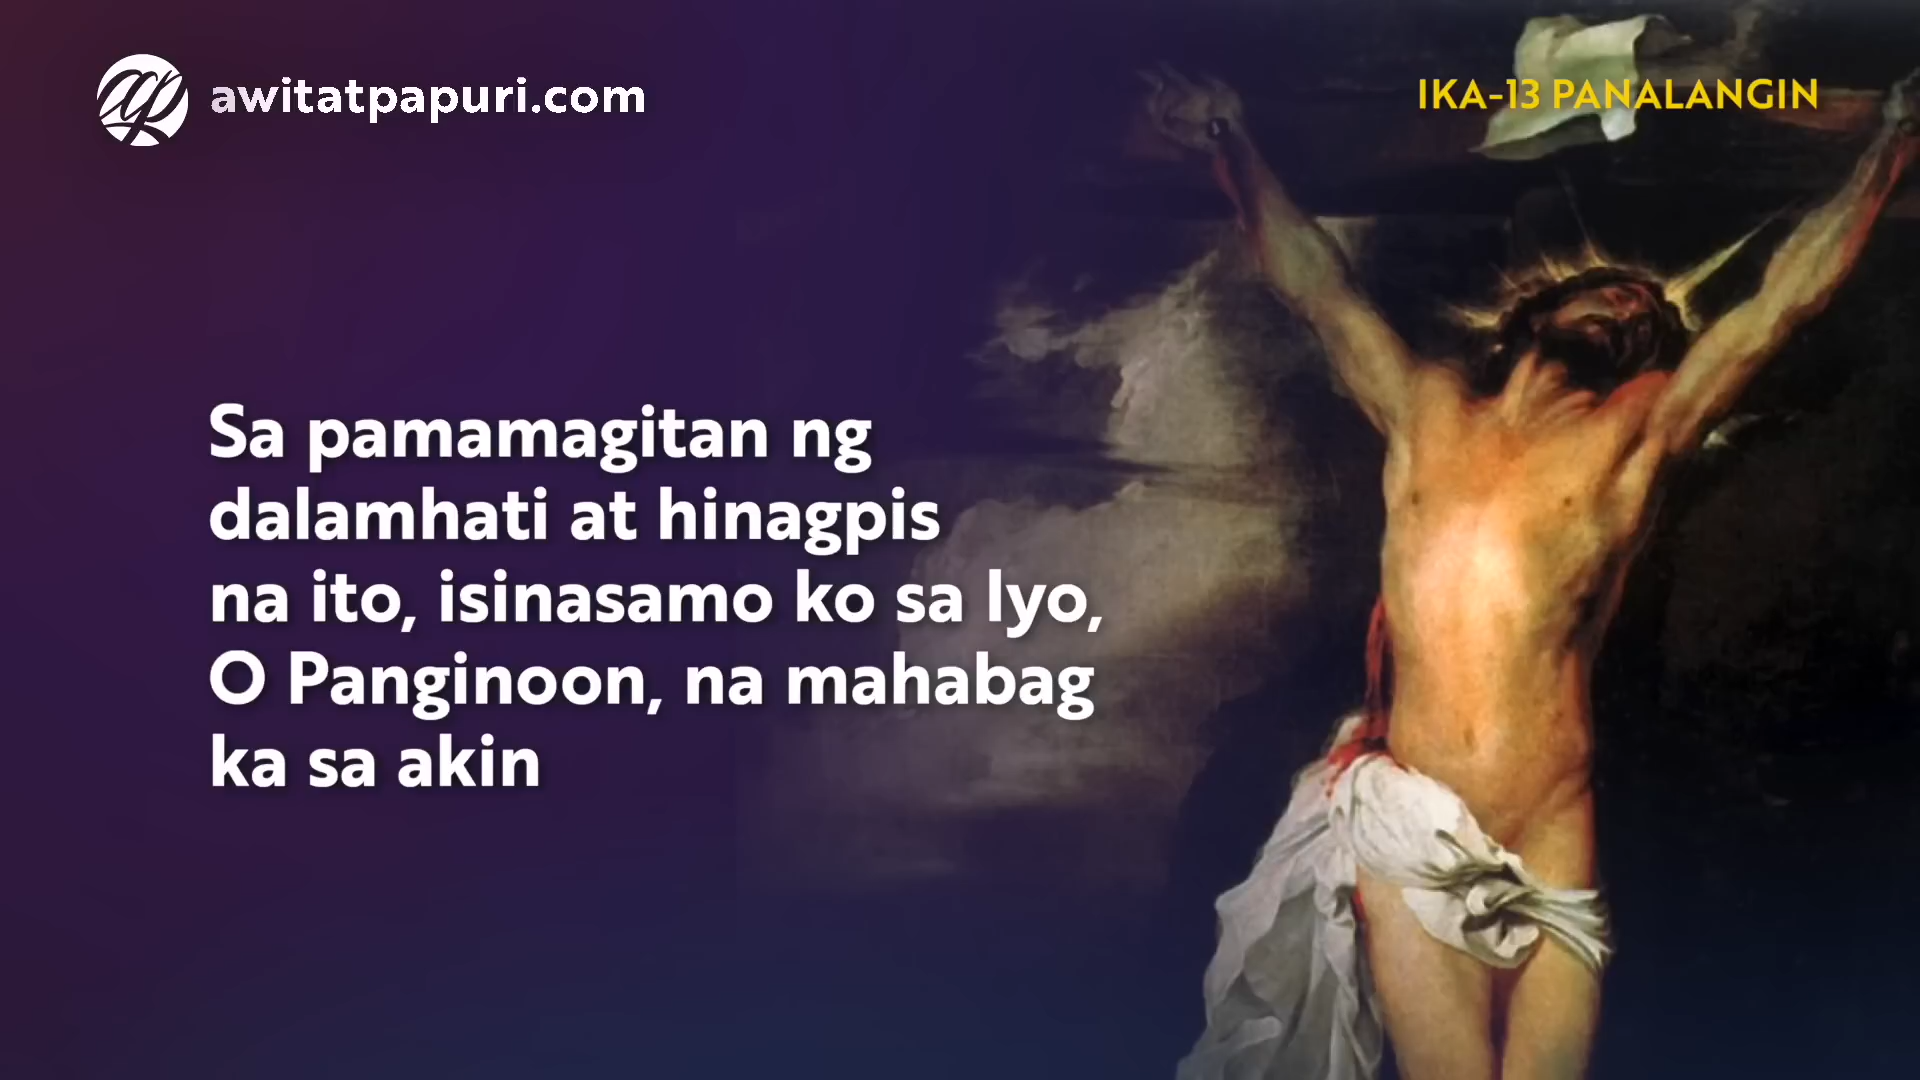 awitatpapuri.com
IKA-13 PANALANGIN
Sa pamamagitan ng
dalamhati at hinagpis
na ito, isinasamo ko sa Iyo,
O Panginoon, na mahabag
ka sa akin